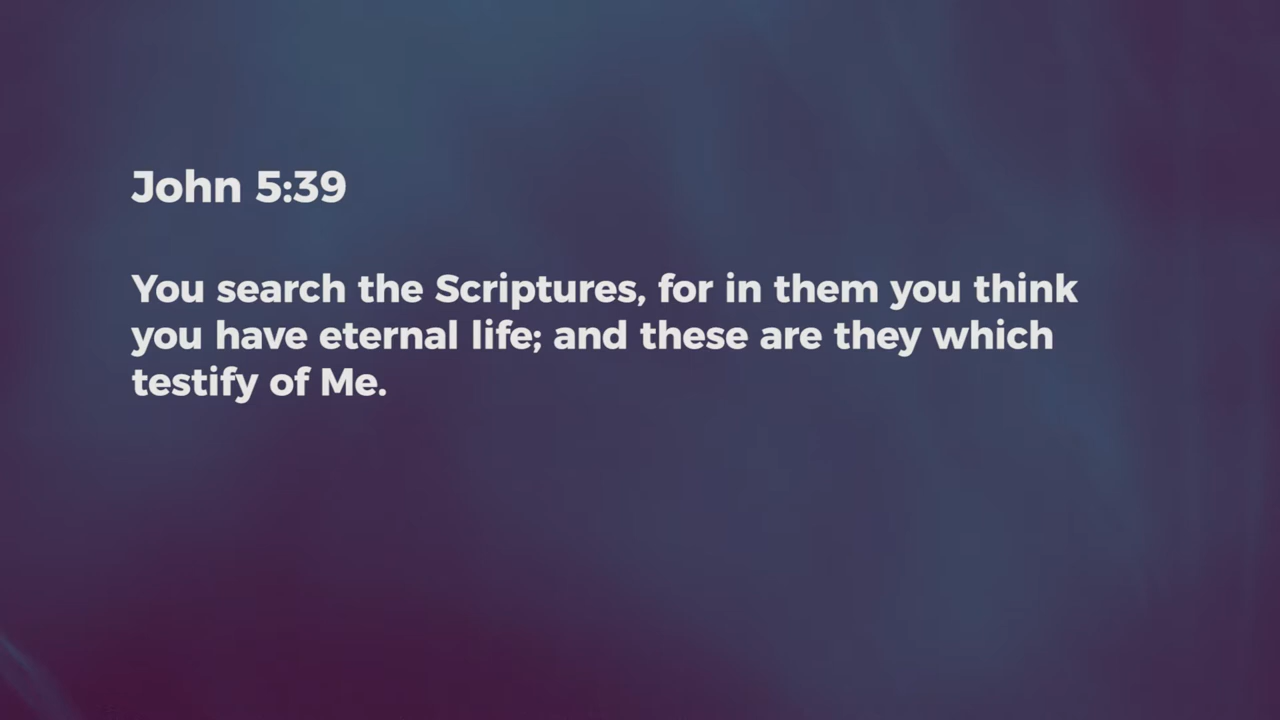 John 5:39
You search the Scriptures, for in them you think
you have eternal life; and these are they which
testify of Me.